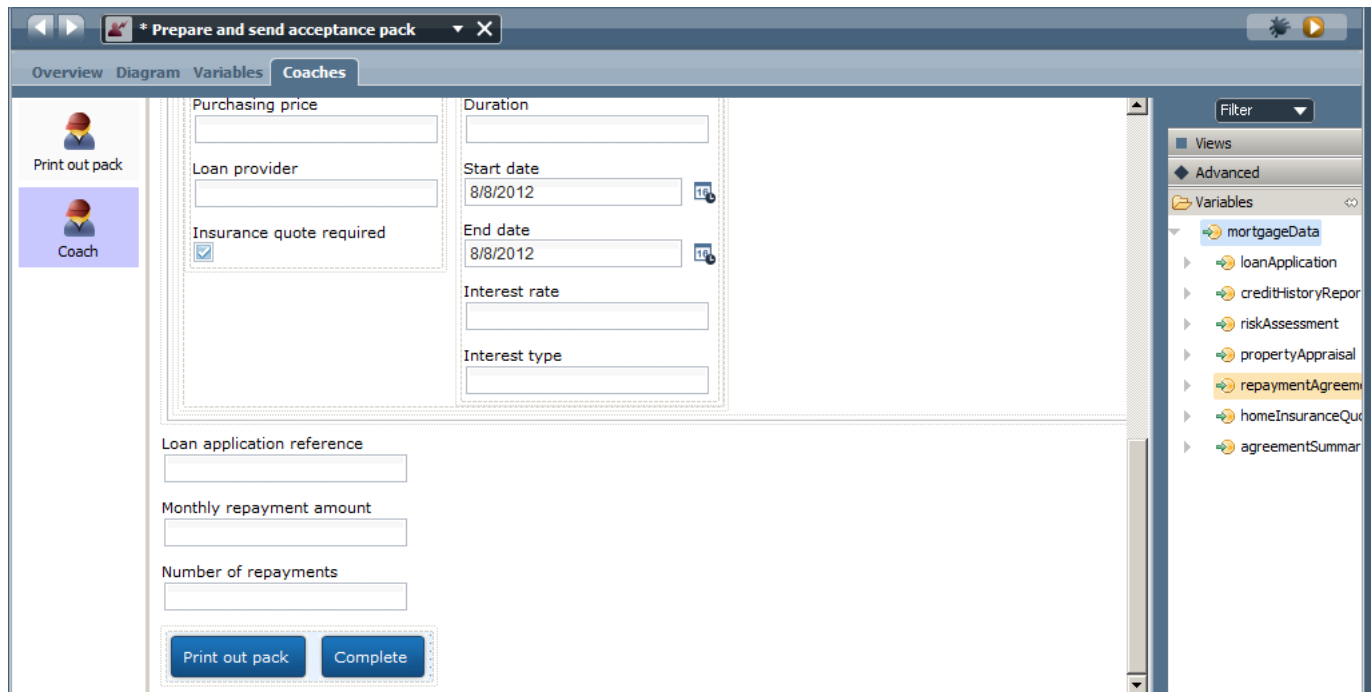 * Prepare and send acceptance pack
Overview Diagram Variables Coaches
Print out pack
Coach
Purchasing price
Loan provider
Insurance quote required
Duration
Start date
8/8/2012
16
End date
8/8/2012
16
Interest rate
Interest type
Loan application reference
Monthly repayment amount
Number of repayments
Print out pack Complete
Filter
Views
Advanced
Variables
mortgageData
loanApplication
creditHistoryRepor
riskAssessment
propertyAppraisal
repaymentAgreem
homeInsuranceQuo
agreementSummar